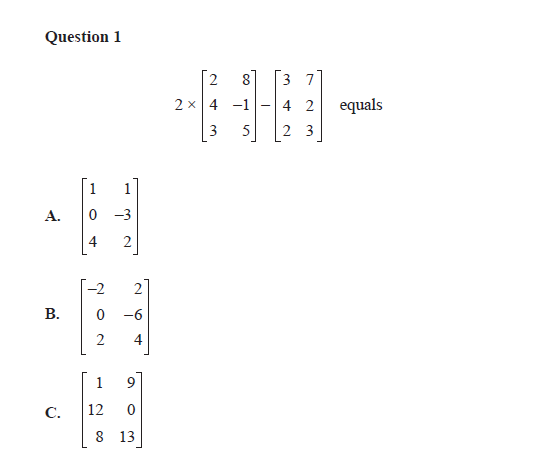 Question 1
2 8 3 7
2 × 4 −1 − 4 2 equals
3 5 2 3
1 1
A. 0 −3
4 2
−2 2
B. 0 −6
2 4
1 9
C. 12 0
8 13